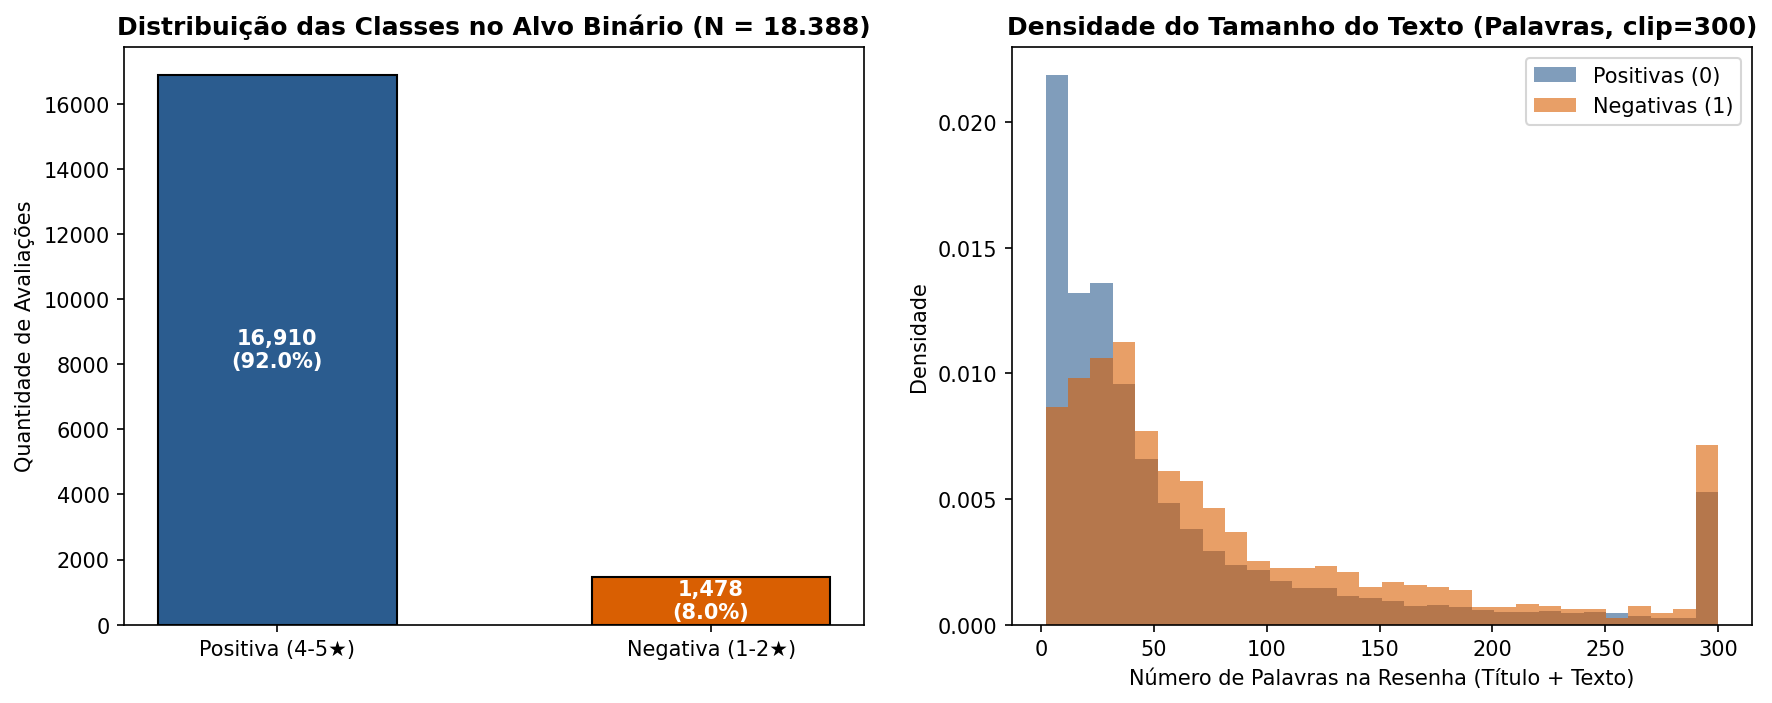 Distribuição das Classes no Alvo Binário (N = 18.388)
Quantidade de Avaliações
16000
14000
12000
10000
8000
6000
4000
2000
0
16,910
(92.0%)
1,478
(8.0%)
Positiva (4-5★)
Negativa (1-2★)
Densidade do Tamanho do Texto (Palavras, clip=300)
Positivas (0)
Negativas (1)
Densidade
0.020
0.015
0.010
0.005
0.000
0
50
100
150
200
250
300
Número de Palavras na Resenha (Título + Texto)